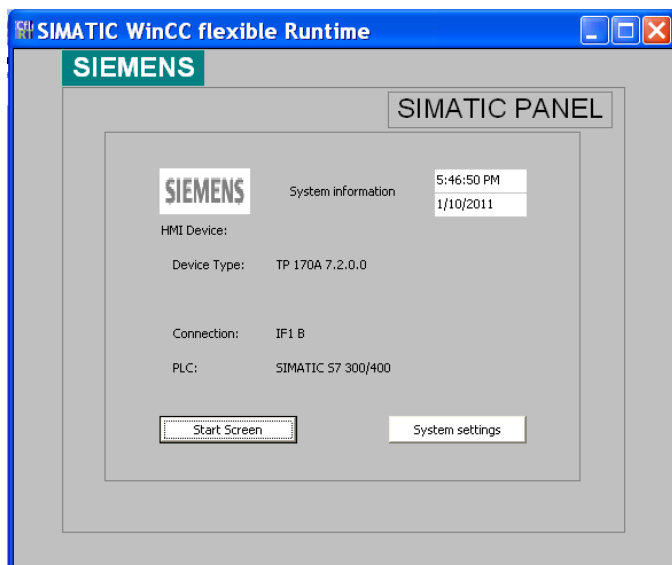 SIMATIC WinCC flexible Runtime
SIEMENS
SIMATIC PANEL
SIEMENS
System information
5:46:50 PM
1/10/2011
HMI Device:
Device Type: TP 170A 7.2.0.0
Connection: IF1 B
PLC: SIMATIC S7 300/400
Start Screen
System settings